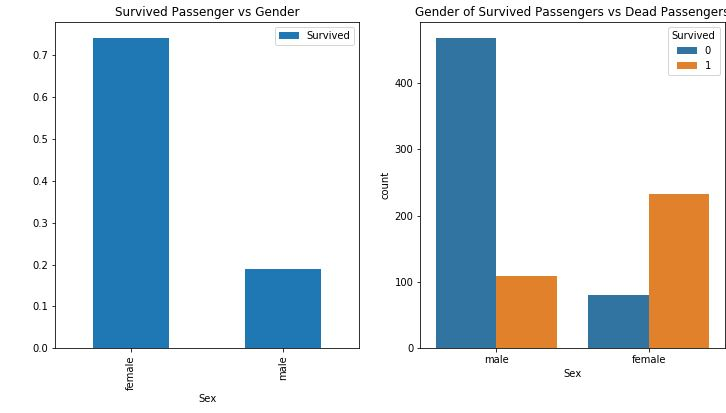 Survived Passenger vs Gender
Survived
0.7
0.6
0.5
0.4
0.3
0.2
0.1
0.0
female
male
Sex
Gender of Survived Passengers vs Dead Passengers
Survived
0
1
400
300
200
100
0
count
male
female
Sex